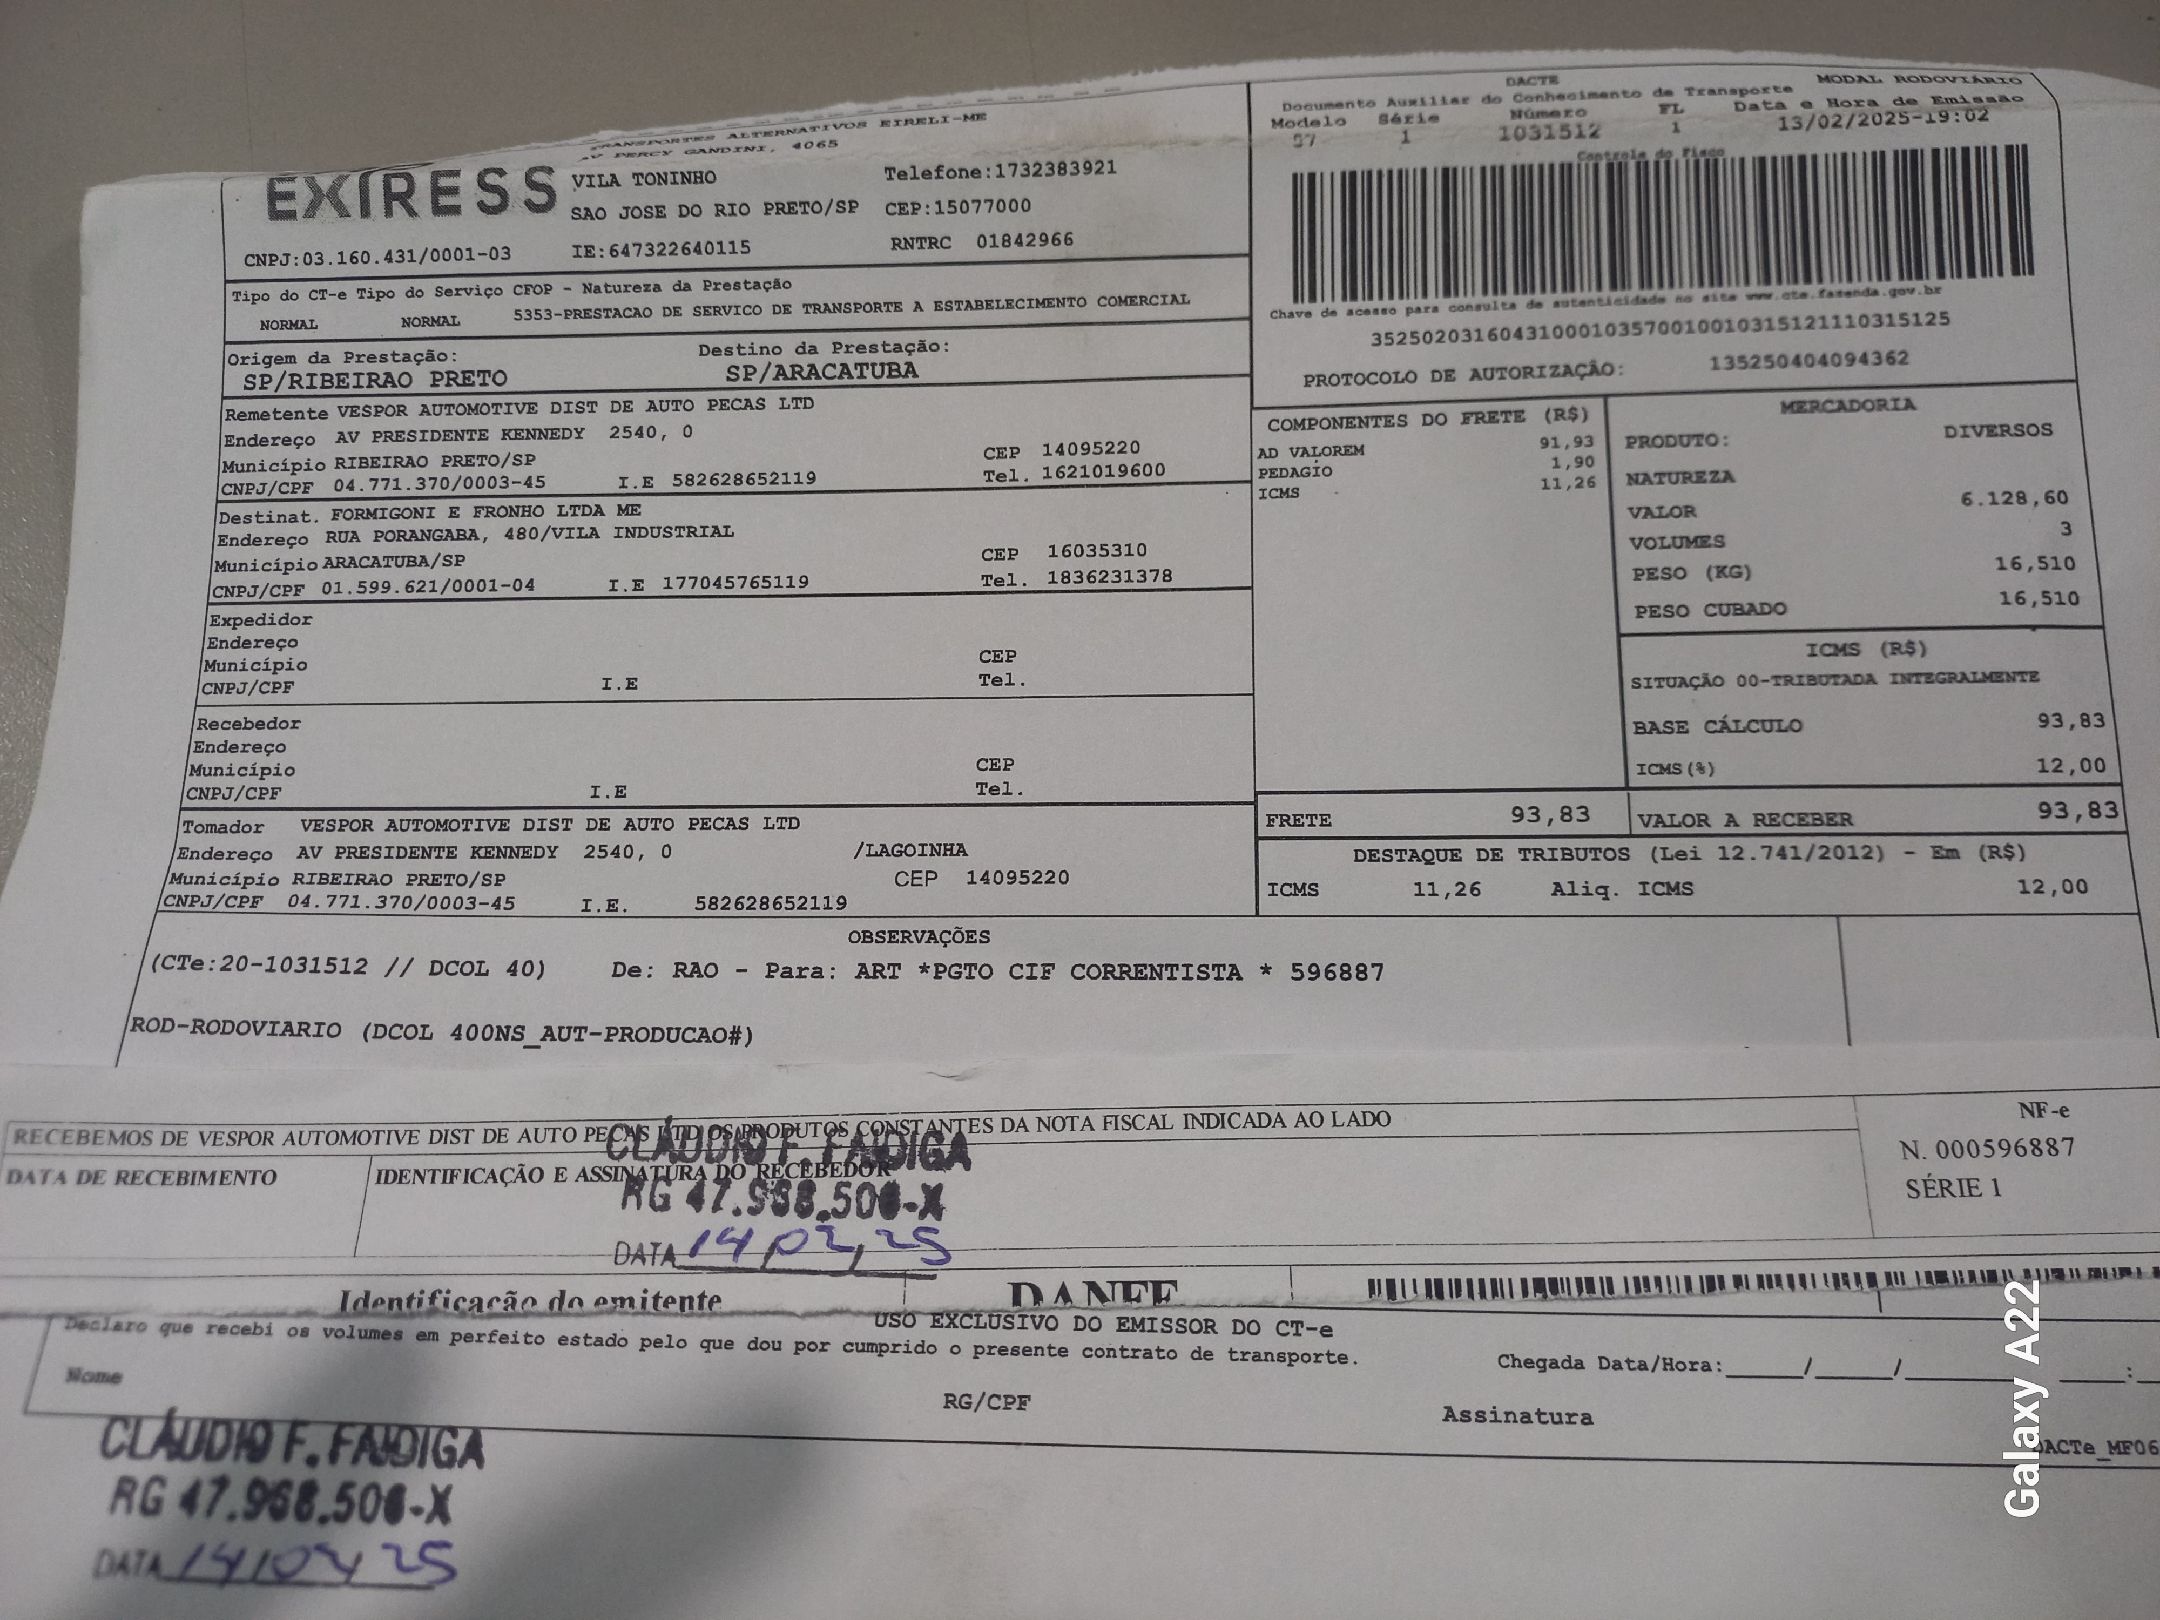 TRANSPORTES ALTERNATIVOS EIRELI-ME
AV PERCY GANDINI, 4065
EXPRESS
VILA TONINHO Telefone:1732383921
SAO JOSE DO RIO PRETO/SP CEP:15077000
CNPJ:03.160.431/0001-03 IE:647322640115 RNTRC 01842966
DACTE MODAL RODOVIÁRIO
Documento Auxiliar do Conhecimento de Transporte
Modelo Série Número FL Data e Hora de Emissão
57 1 1031512 1 13/02/2025-19:02
Controle do Fisco
Chave de acesso para consulta de autenticidade no site www.cte.fazenda.gov.br
35250203160431000103570010010315121110315125
PROTOCOLO DE AUTORIZAÇÃO: 135250404094362
Tipo do CT-e Tipo do Serviço CFOP - Natureza da Prestação
NORMAL NORMAL 5353-PRESTACAO DE SERVICO DE TRANSPORTE A ESTABELECIMENTO COMERCIAL
Origem da Prestação: Destino da Prestação:
SP/RIBEIRAO PRETO SP/ARACATUBA
Remetente VESPOR AUTOMOTIVE DIST DE AUTO PECAS LTD
Endereço AV PRESIDENTE KENNEDY 2540, 0
Município RIBEIRAO PRETO/SP CEP 14095220
CNPJ/CPF 04.771.370/0003-45 I.E 582628652119 Tel. 1621019600
Destinat. FORMIGONI E FRONHO LTDA ME
Endereço RUA PORANGABA, 480/VILA INDUSTRIAL
Município ARACATUBA/SP CEP 16035310
CNPJ/CPF 01.599.621/0001-04 I.E 177045765119 Tel. 1836231378
Expedidor
Endereço
Município CEP
CNPJ/CPF I.E Tel.
Recebedor
Endereço
Município CEP
CNPJ/CPF I.E Tel.
Tomador VESPOR AUTOMOTIVE DIST DE AUTO PECAS LTD
Endereço AV PRESIDENTE KENNEDY 2540, 0 /LAGOINHA
Município RIBEIRAO PRETO/SP CEP 14095220
CNPJ/CPF 04.771.370/0003-45 I.E. 582628652119
COMPONENTES DO FRETE (R$)
AD VALOREM 91,93
PEDAGIO 1,90
ICMS 11,26
MERCADORIA
PRODUTO: DIVERSOS
NATUREZA
VALOR 6.128,60
VOLUMES 3
PESO (KG) 16,510
PESO CUBADO 16,510
ICMS (R$)
SITUAÇÃO 00-TRIBUTADA INTEGRALMENTE
BASE CÁLCULO 93,83
ICMS(%) 12,00
FRETE 93,83 VALOR A RECEBER 93,83
DESTAQUE DE TRIBUTOS (Lei 12.741/2012) - Em (R$)
ICMS 11,26 Aliq. ICMS 12,00
OBSERVAÇÕES
(CTe:20-1031512 // DCOL 40) De: RAO - Para: ART *PGTO CIF CORRENTISTA * 596887
ROD-RODOVIARIO (DCOL 400NS_AUT-PRODUCAO#)
RECEBEMOS DE VESPOR AUTOMOTIVE DIST DE AUTO PECAS LTD OS PRODUTOS CONSTANTES DA NOTA FISCAL INDICADA AO LADO
DATA DE RECEBIMENTO IDENTIFICAÇÃO E ASSINATURA DO RECEBEDOR
NF-e
N. 000596887
SÉRIE 1
CLÁUDIO F. FAIDIGA
RG 47.968.506-X
DATA 14/02/25
Identificação do emitente DANFE
USO EXCLUSIVO DO EMISSOR DO CT-e
Declaro que recebi os volumes em perfeito estado pelo que dou por cumprido o presente contrato de transporte.
Nome RG/CPF Assinatura Chegada Data/Hora:_____/_____/_______ ____:
DACTe_MF06
CLÁUDIO F. FAIDIGA
RG 47.968.506-X
DATA 14/02/25
Galaxy A22